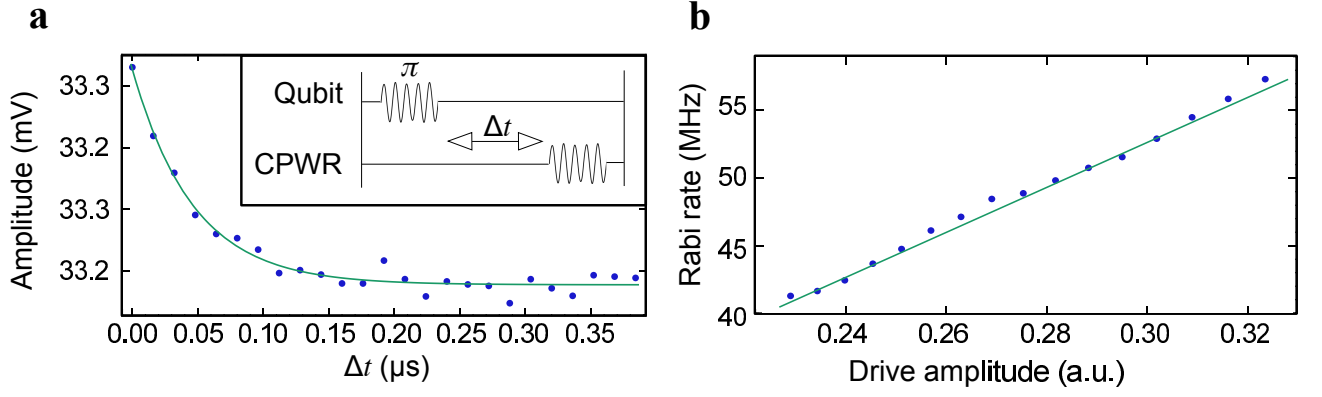 a
Amplitude (mV)
33.3
33.2
33.3
33.2
0.00 0.05 0.10 0.15 0.20 0.25 0.30 0.35
Δt (μs)
π
Qubit
Δt
CPWR
b
Rabi rate (MHz)
55
50
45
40
0.24 0.26 0.28 0.30 0.32
Drive amplitude (a.u.)